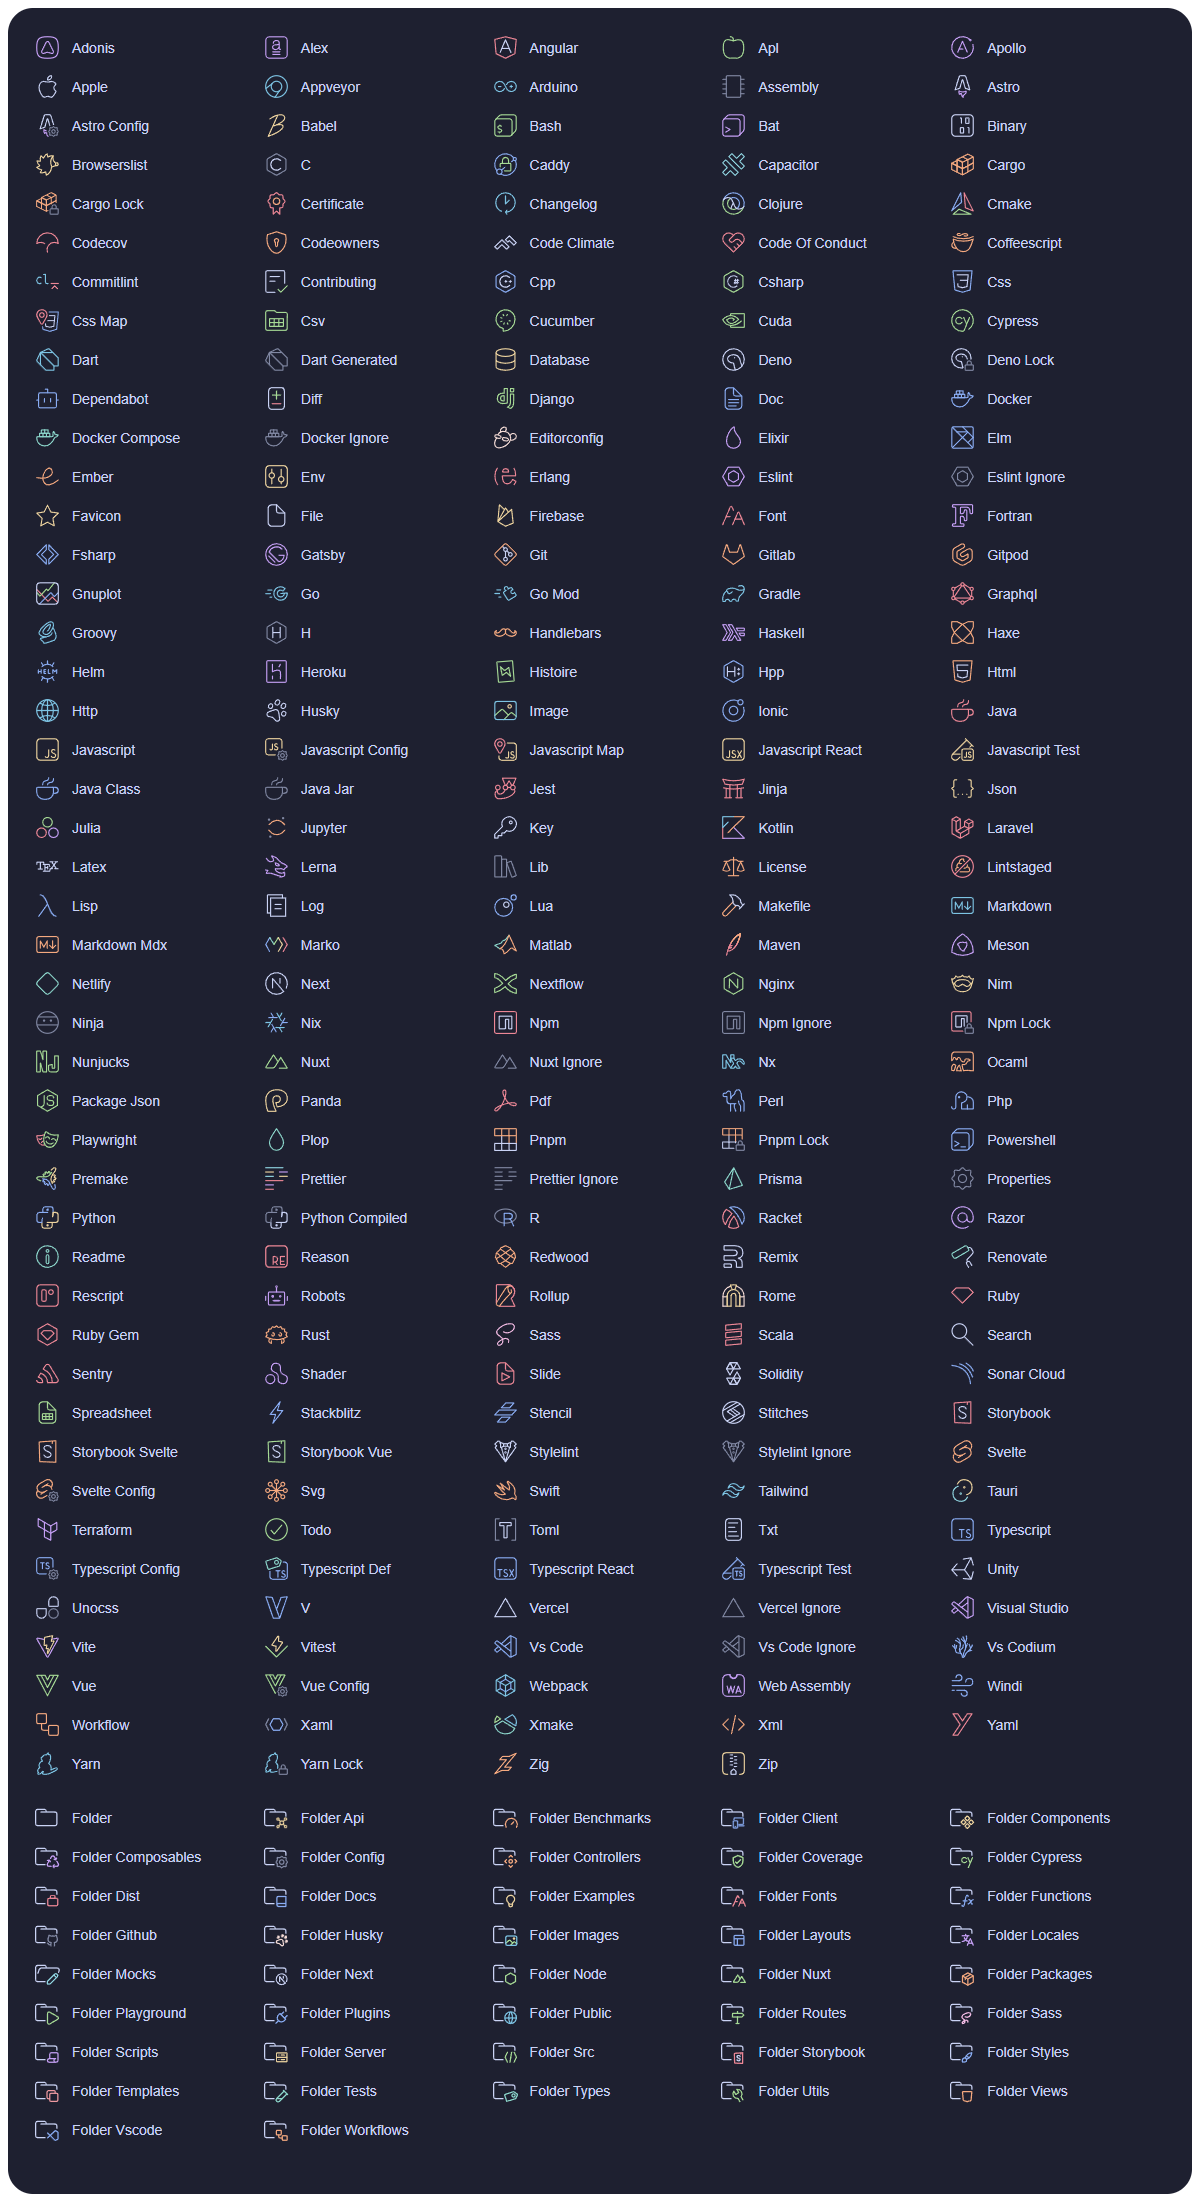 Adonis Alex Angular Apl Apollo
Apple Appveyor Arduino Assembly Astro
Astro Config Babel Bash Bat Binary
Browserslist C Caddy Capacitor Cargo
Cargo Lock Certificate Changelog Clojure Cmake
Codecov Codeowners Code Climate Code Of Conduct Coffeescript
Commitlint Contributing Cpp Csharp Css
Css Map Csv Cucumber Cuda Cypress
Dart Dart Generated Database Deno Deno Lock
Dependabot Diff Django Doc Docker
Docker Compose Docker Ignore Editorconfig Elixir Elm
Ember Env Erlang Eslint Eslint Ignore
Favicon File Firebase Font Fortran
Fsharp Gatsby Git Gitlab Gitpod
Gnuplot Go Go Mod Gradle Graphql
Groovy H Handlebars Haskell Haxe
Helm Heroku Histoire Hpp Html
Http Husky Image Ionic Java
Javascript Javascript Config Javascript Map Javascript React Javascript Test
Java Class Java Jar Jest Jinja Json
Julia Jupyter Key Kotlin Laravel
Latex Lerna Lib License Lintstaged
Lisp Log Lua Makefile Markdown
Markdown Mdx Marko Matlab Maven Meson
Netlify Next Nextflow Nginx Nim
Ninja Nix Npm Npm Ignore Npm Lock
Nunjucks Nuxt Nuxt Ignore Nx Ocaml
Package Json Panda Pdf Perl Php
Playwright Plop Pnpm Pnpm Lock Powershell
Premake Prettier Prettier Ignore Prisma Properties
Python Python Compiled R Racket Razor
Readme Reason Redwood Remix Renovate
Rescript Robots Rollup Rome Ruby
Ruby Gem Rust Sass Scala Search
Sentry Shader Slide Solidity Sonar Cloud
Spreadsheet Stackblitz Stencil Stitches Storybook
Storybook Svelte Storybook Vue Stylelint Stylelint Ignore Svelte
Svelte Config Svg Swift Tailwind Tauri
Terraform Todo Toml Txt Typescript
Typescript Config Typescript Def Typescript React Typescript Test Unity
Unocss V Vercel Vercel Ignore Visual Studio
Vite Vitest Vs Code Vs Code Ignore Vs Codium
Vue Vue Config Webpack Web Assembly Windi
Workflow Xaml Xmake Xml Yaml
Yarn Yarn Lock Zig Zip
Folder Folder Api Folder Benchmarks Folder Client Folder Components
Folder Composables Folder Config Folder Controllers Folder Coverage Folder Cypress
Folder Dist Folder Docs Folder Examples Folder Fonts Folder Functions
Folder Github Folder Husky Folder Images Folder Layouts Folder Locales
Folder Mocks Folder Next Folder Node Folder Nuxt Folder Packages
Folder Playground Folder Plugins Folder Public Folder Routes Folder Sass
Folder Scripts Folder Server Folder Src Folder Storybook Folder Styles
Folder Templates Folder Tests Folder Types Folder Utils Folder Views
Folder Vscode Folder Workflows